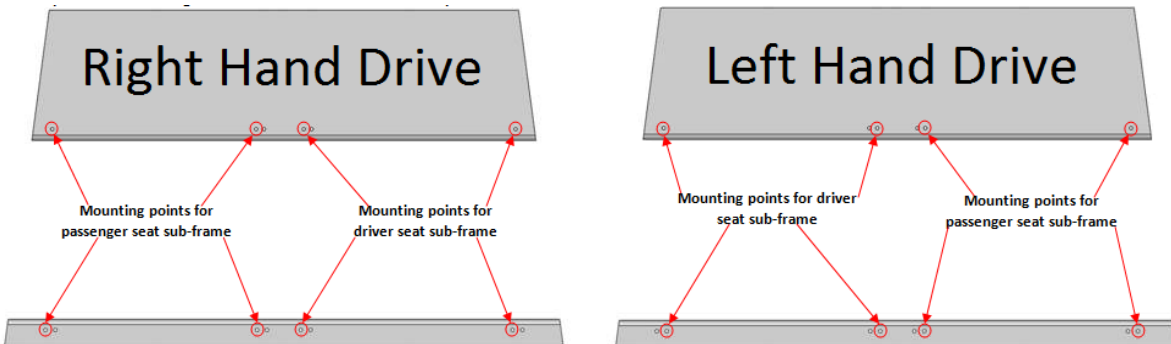 Right Hand Drive
Left Hand Drive
Mounting points for
passenger seat sub-frame
Mounting points for
driver seat sub-frame
Mounting points for driver
seat sub-frame
Mounting points for
passenger seat sub-frame